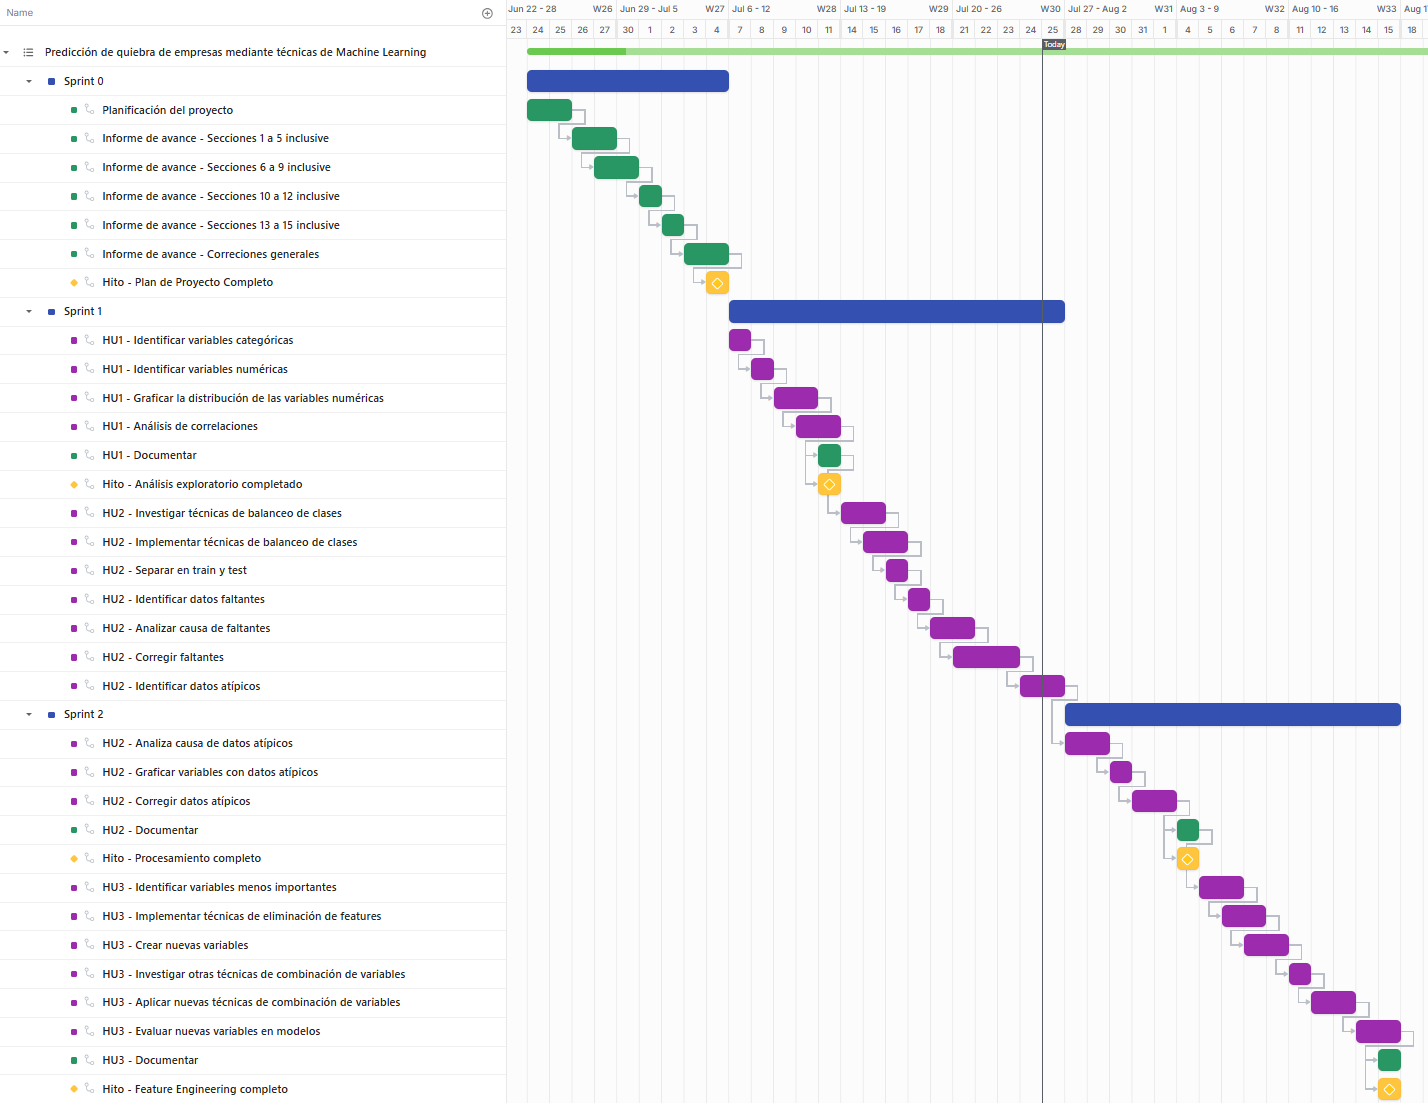 Name
Jun 22 - 28 W26 Jun 29 - Jul 5 W27 Jul 6 - 12 W28 Jul 13 - 19 W29 Jul 20 - 26 W30 Jul 27 - Aug 2 W31 Aug 3 - 9 W32 Aug 10 - 16 W33 Aug 1
23 24 25 26 27 30 1 2 3 4 7 8 9 10 11 14 15 16 17 18 21 22 23 24 25 28 29 30 31 1 4 5 6 7 8 11 12 13 14 15 18
Today
Predicción de quiebra de empresas mediante técnicas de Machine Learning
Sprint 0
Planificación del proyecto
Informe de avance - Secciones 1 a 5 inclusive
Informe de avance - Secciones 6 a 9 inclusive
Informe de avance - Secciones 10 a 12 inclusive
Informe de avance - Secciones 13 a 15 inclusive
Informe de avance - Correciones generales
Hito - Plan de Proyecto Completo
Sprint 1
HU1 - Identificar variables categóricas
HU1 - Identificar variables numéricas
HU1 - Graficar la distribución de las variables numéricas
HU1 - Análisis de correlaciones
HU1 - Documentar
Hito - Análisis exploratorio completado
HU2 - Investigar técnicas de balanceo de clases
HU2 - Implementar técnicas de balanceo de clases
HU2 - Separar en train y test
HU2 - Identificar datos faltantes
HU2 - Analizar causa de faltantes
HU2 - Corregir faltantes
HU2 - Identificar datos atípicos
Sprint 2
HU2 - Analiza causa de datos atípicos
HU2 - Graficar variables con datos atípicos
HU2 - Corregir datos atípicos
HU2 - Documentar
Hito - Procesamiento completo
HU3 - Identificar variables menos importantes
HU3 - Implementar técnicas de eliminación de features
HU3 - Crear nuevas variables
HU3 - Investigar otras técnicas de combinación de variables
HU3 - Aplicar nuevas técnicas de combinación de variables
HU3 - Evaluar nuevas variables en modelos
HU3 - Documentar
Hito - Feature Engineering completo